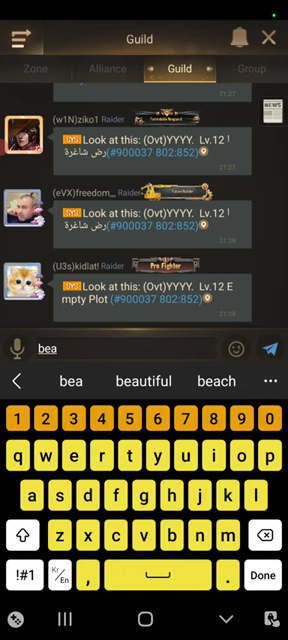 Guild
Zone Alliance Guild Group
21:27
NEWS
(w1N)ziko1 Raider
SYS Look at this: (Ovt)YYYY. Lv.12 أ
رض شاغرة(#900037 802:852)
21:27
(eVX)freedom,,, Raider Future Builder
SYS Look at this: (Ovt)YYYY. Lv.12 أ
رض شاغرة(#900037 802:852)
21:28
(U3s)kidlat! Raider Pro Fighter
SYS Look at this: (Ovt)YYYY. Lv.12 E
mpty Plot (#900037 802:852)
21:28
bea
bea beautiful beach
1 2 3 4 5 6 7 8 9 0
q w e r t y u i o p
a s d f g h j k l
z x c v b n m
!#1 Kr/En , . Done